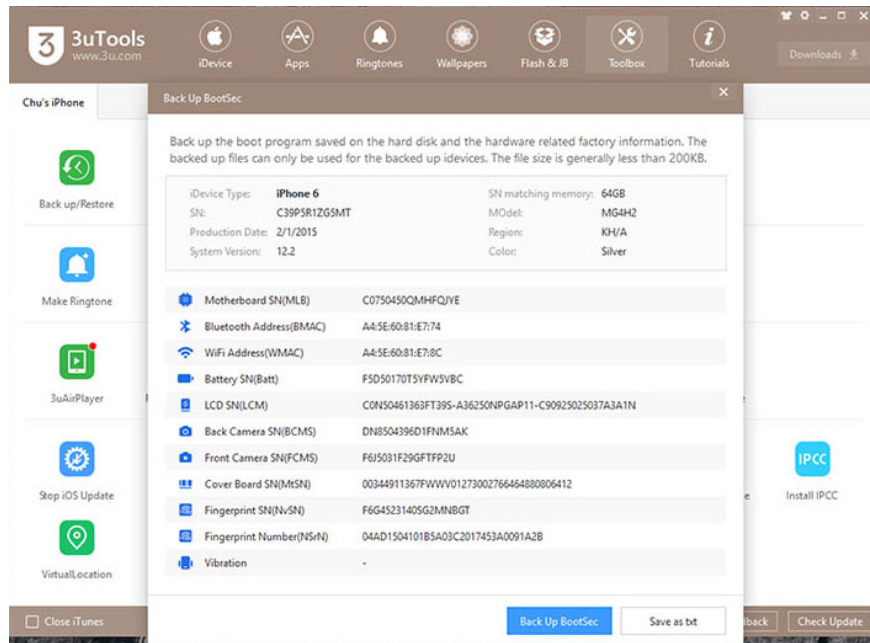 3uTools
www.3u.com
iDevice
Apps
Ringtones
Wallpapers
Flash & JB
Toolbox
Tutorials
Downloads
Chu's iPhone
Back Up BootSec
Back up the boot program saved on the hard disk and the hardware related factory information. The
backed up files can only be used for the backed up idevices. The file size is generally less than 200KB.
iDevice Type: iPhone 6 SN matching memory: 64GB
SN: C39P5R1ZG5MT MOdel: MG4H2
Production Date: 2/1/2015 Region: KH/A
System Version: 12.2 Color: Silver
Motherboard SN(MLB) C0750450QMHFQJYE
Bluetooth Address(BMAC) A4:5E:60:81:E7:74
WiFi Address(WMAC) A4:5E:60:81:E7:8C
Battery SN(Batt) F5D50170T5YFW5VBC
LCD SN(LCM) C0N50461363FT39S-A36250NPGAP11-C90925025037A3A1N
Back Camera SN(BCMS) DN8504396D1FNM5AK
Front Camera SN(FCMS) F6J5031F29GFTFP2U
Cover Board SN(MtSN) 00344911367FWWV0127300276646488080​6412
Fingerprint SN(NvSN) F6G4523140SG2MNBGT
Fingerprint Number(NSrN) 04AD1504101B5A03C2017453A0091A2B
Vibration -
Back Up BootSec
Save as txt
Back up/Restore
Make Ringtone
3uAirPlayer
Stop iOS Update
IPCC
Install IPCC
VirtualLocation
Close iTunes
Check Update